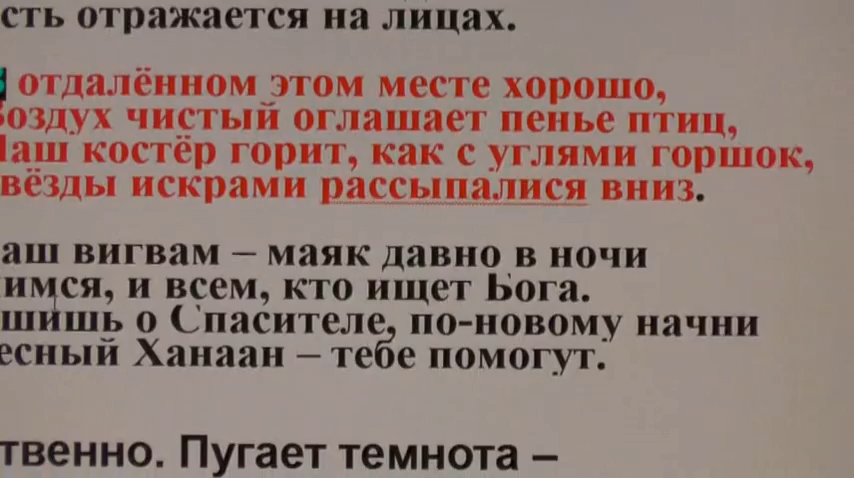 сть отражается на лицах.
отдалённом этом месте хорошо,
воздух чистый оглашает пенье птиц,
Наш костёр горит, как с углями горшок,
вёзды искрами рассыпалися вниз.
аш вигвам – маяк давно в ночи
имся, и всем, кто ищет Бога.
шишь о Спасителе, по-новому начни
есный Ханаан – тебе помогут.
твенно. Пугает темнота –